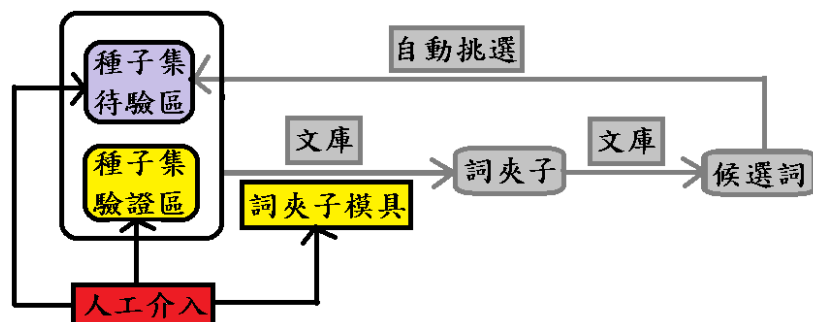 種子集
待驗區
自動挑選
種子集
驗證區
文庫
詞夾子
文庫
候選詞
詞夾子模具
人工介入